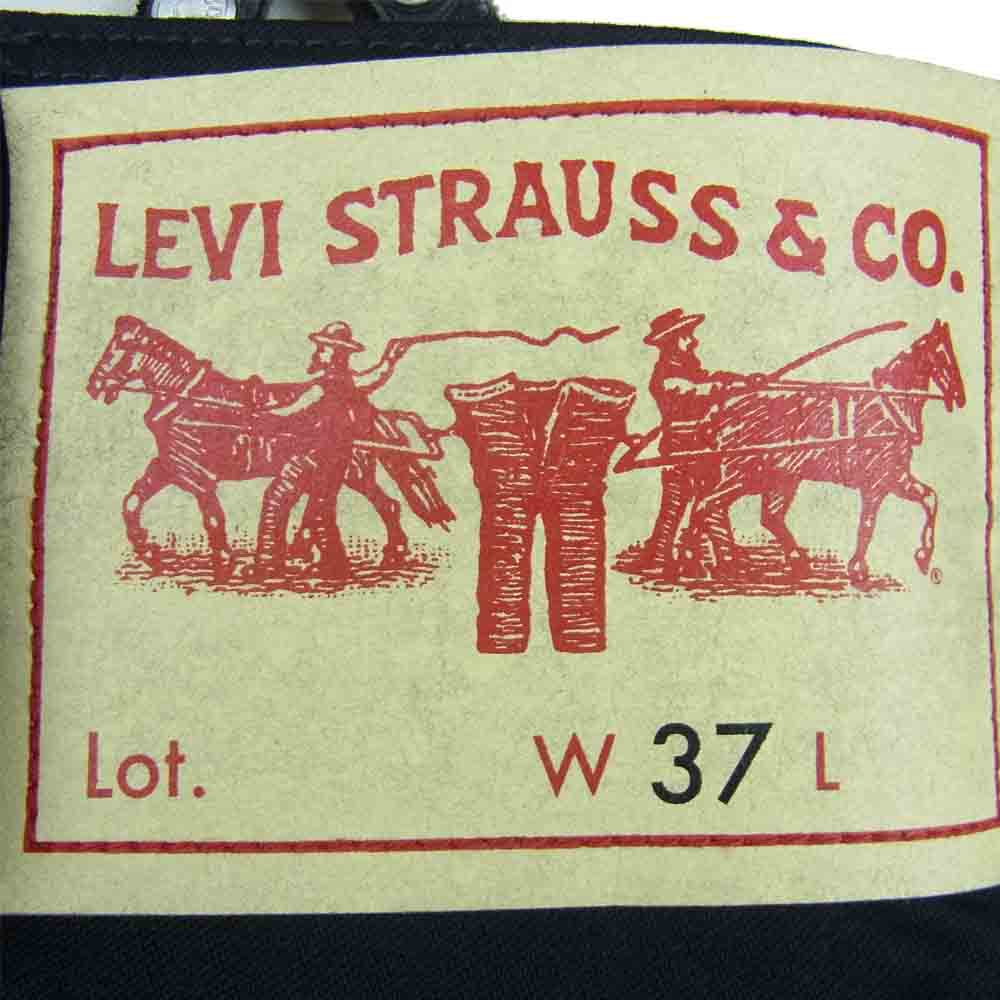 LEVI STRAUSS & CO.
®
Lot. W 37 L